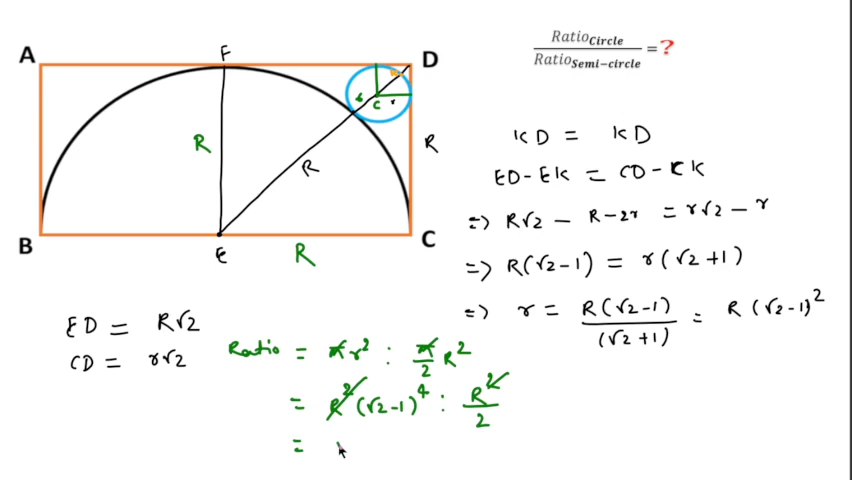 A F D
Ratio_Circle / Ratio_Semi-circle = ?
6 C r
R R R
KD = KD
ED - EK = CD - CK
=> R√2 - R - 2r = r√2 - r
B E R C
=> R(√2-1) = r(√2+1)
=> r = R(√2-1) / (√2+1) = R(√2-1)²
ED = R√2
CD = r√2
Ratio = πr² : π/2 R²
= R²(√2-1)⁴ : R²/2
=